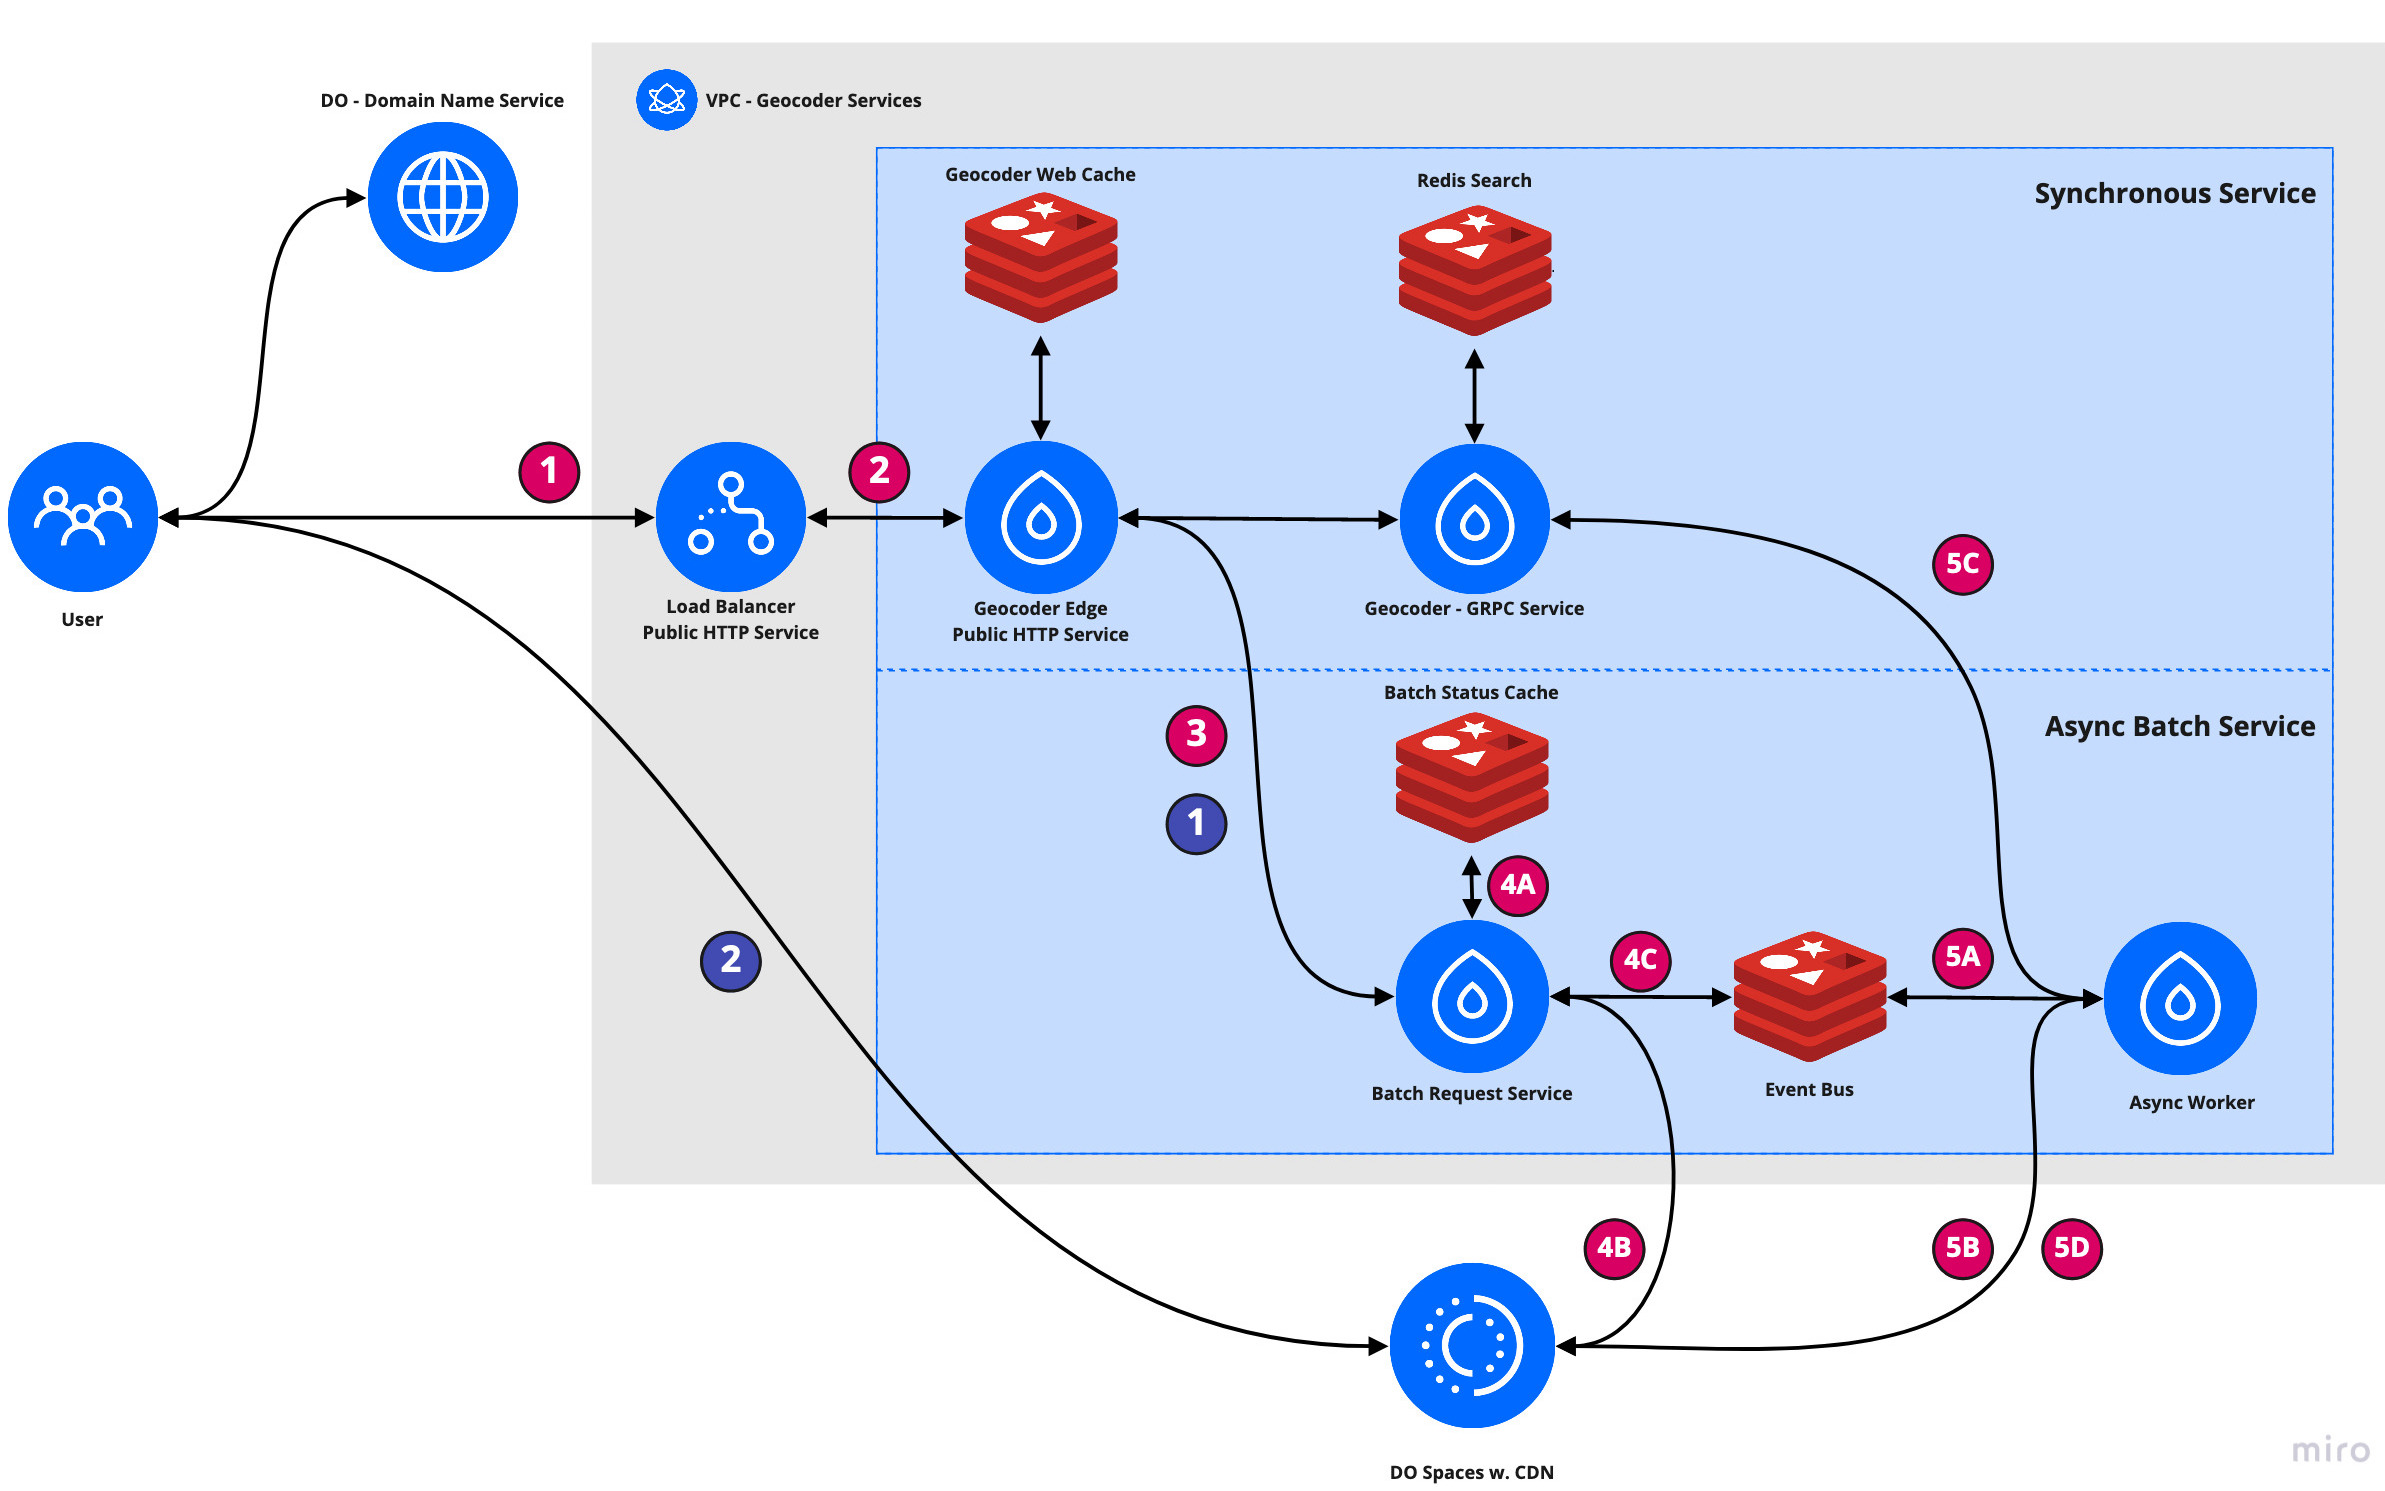 DO - Domain Name Service
VPC - Geocoder Services
Geocoder Web Cache
Redis Search
Synchronous Service
1
2
5C
User
Load Balancer
Public HTTP Service
Geocoder Edge
Public HTTP Service
Geocoder - GRPC Service
Batch Status Cache
Async Batch Service
3
1
4A
2
4C
5A
Batch Request Service
Event Bus
Async Worker
4B
5B
5D
DO Spaces w. CDN
miro